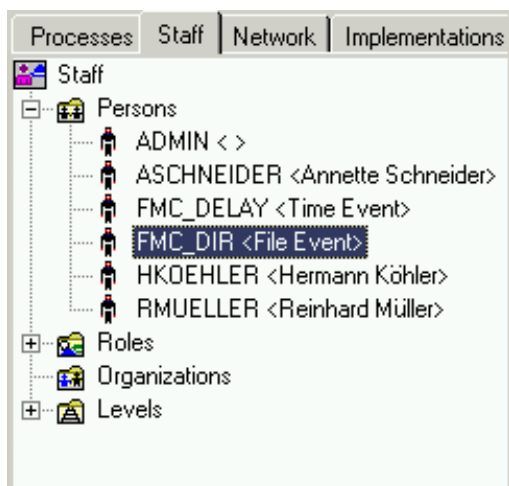 Processes Staff Network Implementations
Staff
Persons
ADMIN < >
ASCHNEIDER <Annette Schneider>
FMC_DELAY <Time Event>
FMC_DIR <File Event>
HKOEHLER <Hermann Köhler>
RMUELLER <Reinhard Müller>
Roles
Organizations
Levels